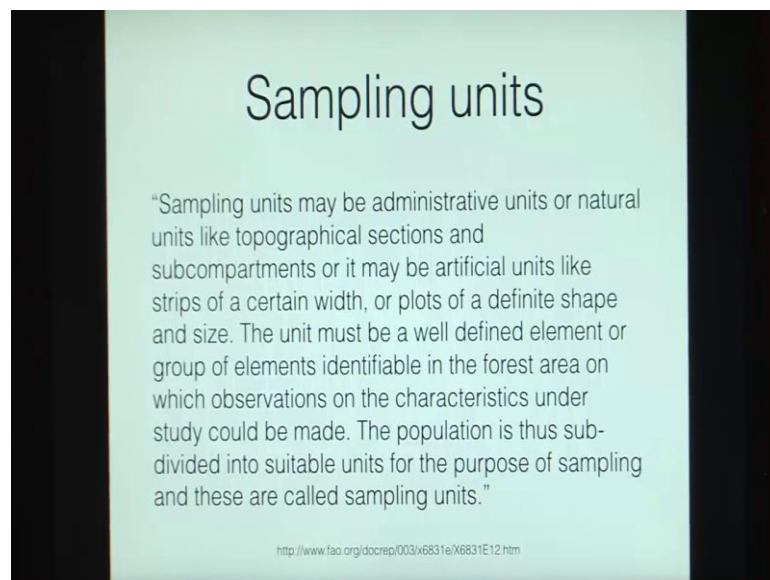 Sampling units
“Sampling units may be administrative units or natural
units like topographical sections and
subcompartments or it may be artificial units like
strips of a certain width, or plots of a definite shape
and size. The unit must be a well defined element or
group of elements identifiable in the forest area on
which observations on the characteristics under
study could be made. The population is thus sub-
divided into suitable units for the purpose of sampling
and these are called sampling units.”
http://www.fao.org/docrep/003/x6831e/X6831E12.htm